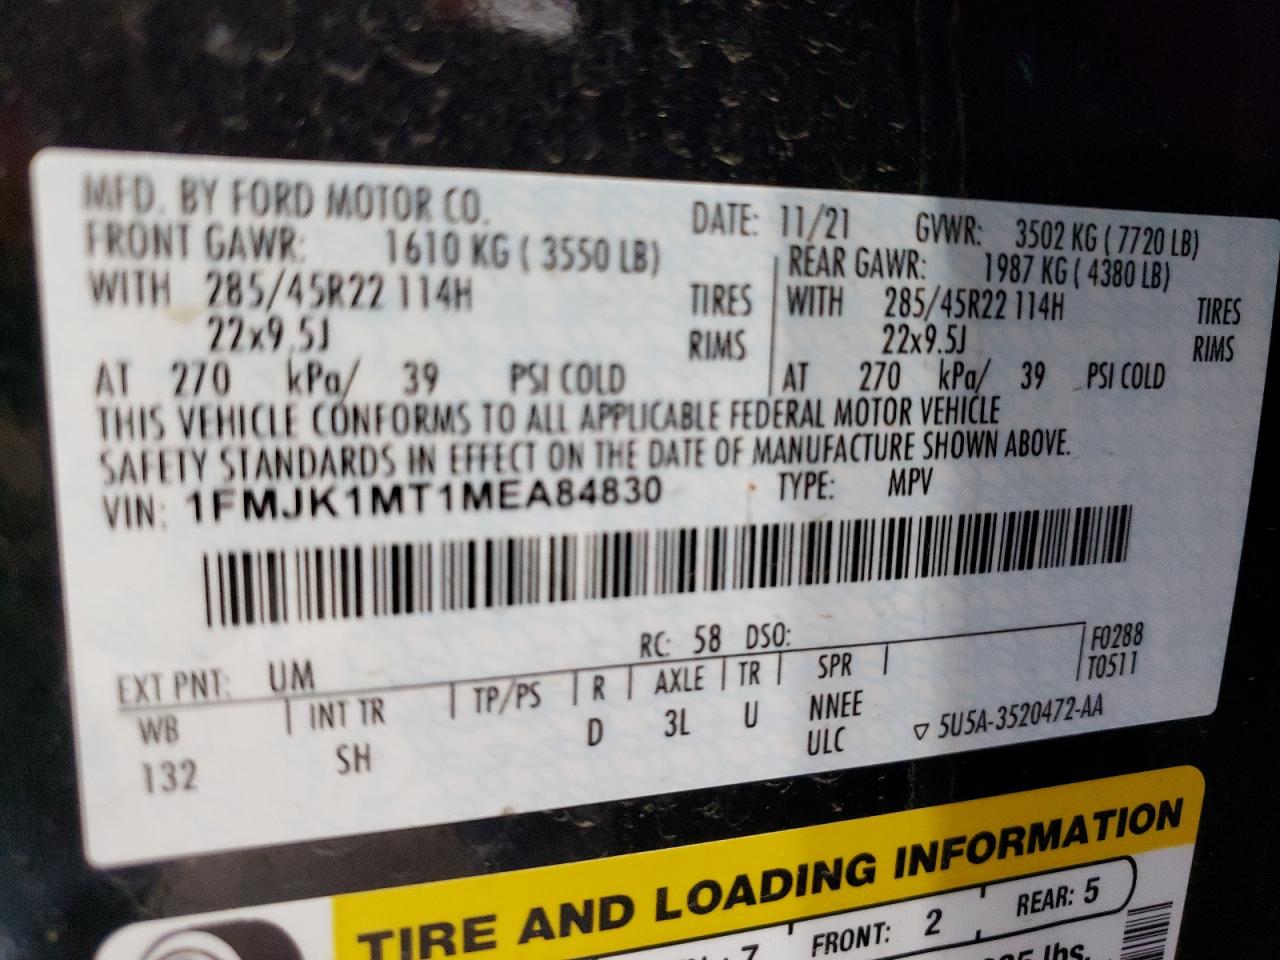 MFD. BY FORD MOTOR CO.
DATE: 11/21 GVWR: 3502 KG ( 7720 LB)
FRONT GAWR: 1610 KG ( 3550 LB)
WITH 285/45R22 114H TIRES
22x9.5J RIMS
AT 270 kPa/ 39 PSI COLD
REAR GAWR: 1987 KG ( 4380 LB)
WITH 285/45R22 114H TIRES
22x9.5J RIMS
AT 270 kPa/ 39 PSI COLD
THIS VEHICLE CONFORMS TO ALL APPLICABLE FEDERAL MOTOR VEHICLE
SAFETY STANDARDS IN EFFECT ON THE DATE OF MANUFACTURE SHOWN ABOVE.
VIN: 1FMJK1MT1MEA84830 TYPE: MPV
EXT PNT: UM RC: 58 DSO:
F0288
T0511
WB INT TR TP/PS R AXLE TR SPR
132 SH D 3L U NNEE
ULC
5U5A-3520472-AA
TIRE AND LOADING INFORMATION
7 FRONT: 2 REAR: 5
lbs.